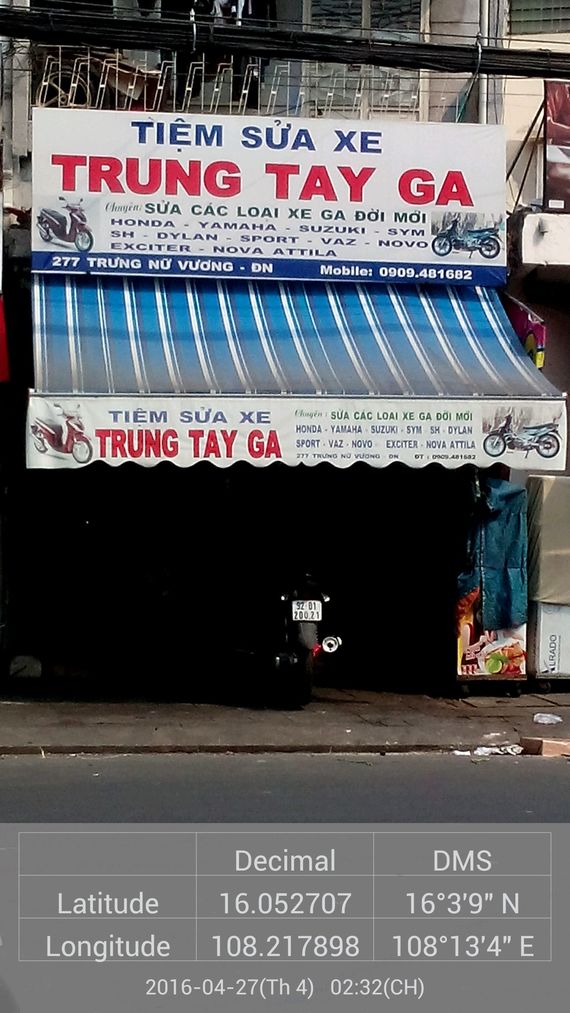 TIỆM SỬA XE
TRUNG TAY GA
Chuyên: SỬA CÁC LOẠI XE GA ĐỜI MỚI
HONDA - YAMAHA - SUZUKI - SYM
SH - DYLAN - SPORT - VAZ - NOVO
EXCITER - NOVA ATTILA
277 TRƯNG NỮ VƯƠNG - ĐN Mobile: 0909.481682
TIỆM SỬA XE
TRUNG TAY GA
Chuyên: SỬA CÁC LOẠI XE GA ĐỜI MỚI
HONDA - YAMAHA - SUZUKI - SYM SH - DYLAN
SPORT - VAZ - NOVO EXCITER - NOVA ATTILA
277 TRƯNG NỮ VƯƠNG - ĐN ĐT : 0909.481682
92 D1
200.21
LRADO
Decimal DMS
Latitude 16.052707 16°3'9" N
Longitude 108.217898 108°13'4" E
2016-04-27(Th 4) 02:32(CH)